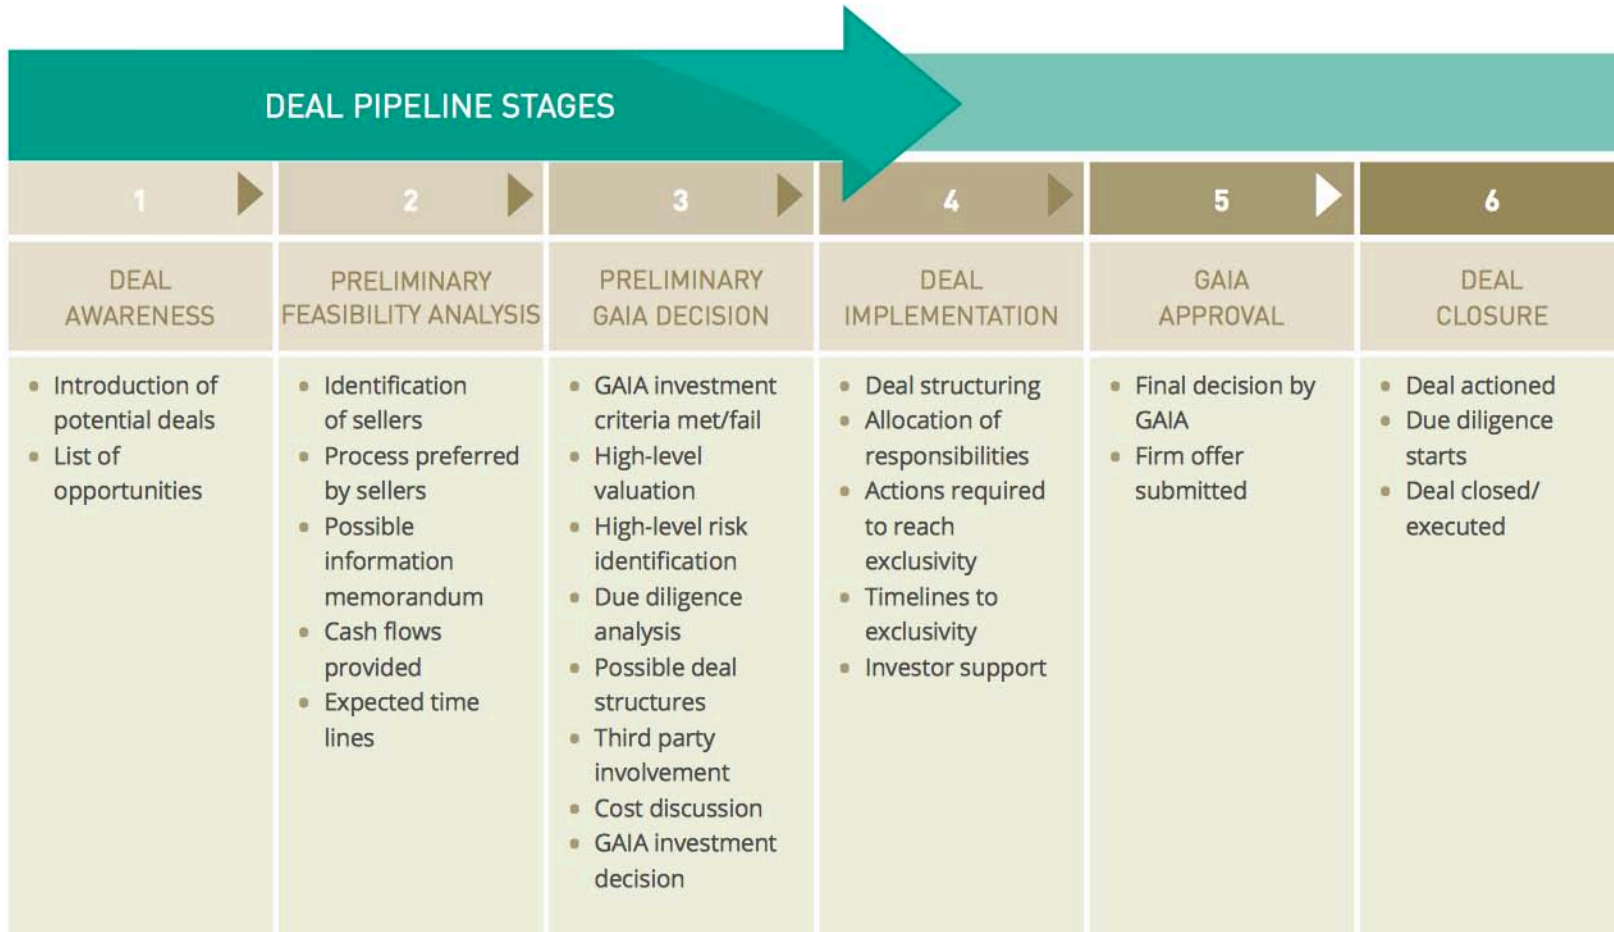 DEAL PIPELINE STAGES
1
2
3
4
5
6
DEAL
AWARENESS
PRELIMINARY
FEASIBILITY ANALYSIS
PRELIMINARY
GAIA DECISION
DEAL
IMPLEMENTATION
GAIA
APPROVAL
DEAL
CLOSURE
• Introduction of
potential deals
• List of
opportunities
• Identification
of sellers
• Process preferred
by sellers
• Possible
information
memorandum
• Cash flows
provided
• Expected time
lines
• GAIA investment
criteria met/fail
• High-level
valuation
• High-level risk
identification
• Due diligence
analysis
• Possible deal
structures
• Third party
involvement
• Cost discussion
• GAIA investment
decision
• Deal structuring
• Allocation of
responsibilities
• Actions required
to reach
exclusivity
• Timelines to
exclusivity
• Investor support
• Final decision by
GAIA
• Firm offer
submitted
• Deal actioned
• Due diligence
starts
• Deal closed/
executed